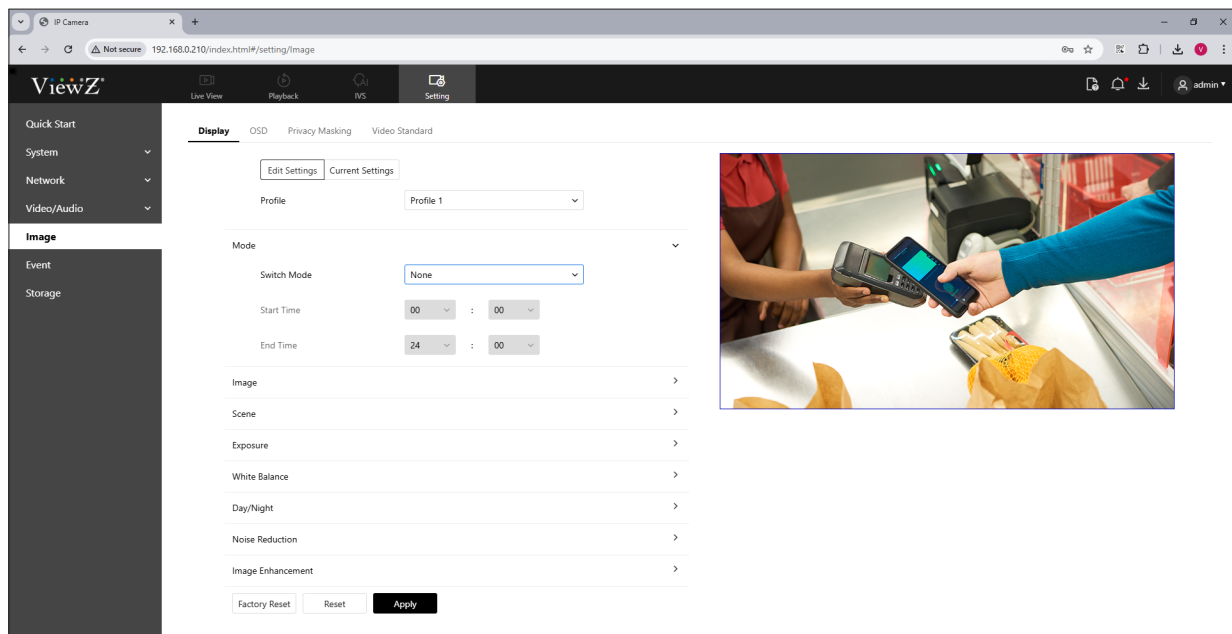 IP Camera
Not secure 192.168.0.210/index.html#/setting/Image
ViewZ
Live View Playback IVS Setting
admin
Quick Start
System
Network
Video/Audio
Image
Event
Storage
Display OSD Privacy Masking Video Standard
Edit Settings Current Settings
Profile Profile 1
Mode
Switch Mode None
Start Time 00 : 00
End Time 24 : 00
Image
Scene
Exposure
White Balance
Day/Night
Noise Reduction
Image Enhancement
Factory Reset Reset Apply